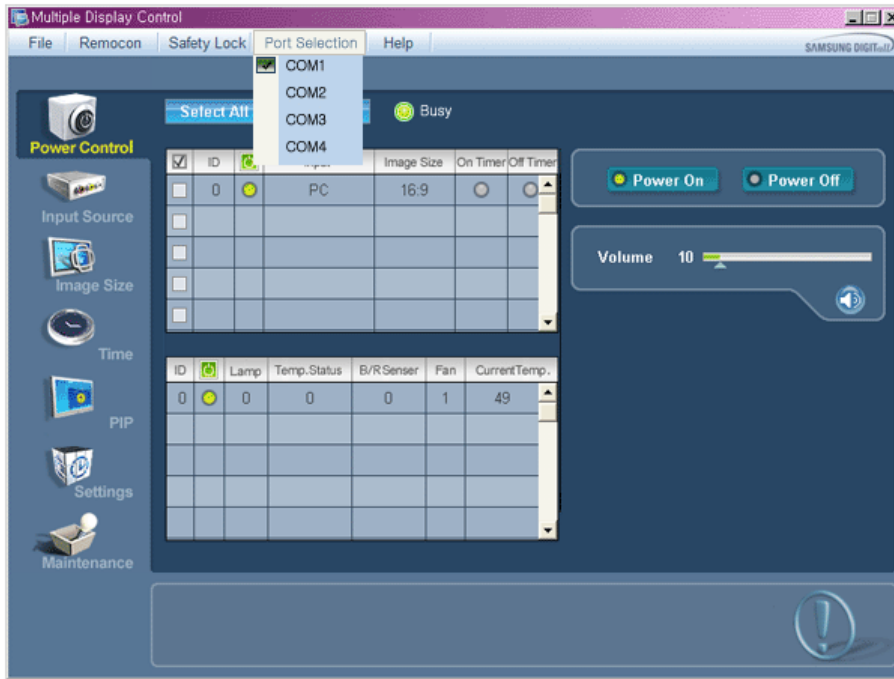 Multiple Display Control
File Remocon Safety Lock Port Selection Help
SAMSUNG DIGITall
COM1
COM2
COM3
COM4
Select All
Busy
Power Control
Input Source
Image Size
Time
PIP
Settings
Maintenance
ID Image Size On Timer Off Timer
0 PC 16:9
Power On Power Off
Volume 10
ID Lamp Temp.Status B/RSenser Fan CurrentTemp.
0 0 0 0 1 49